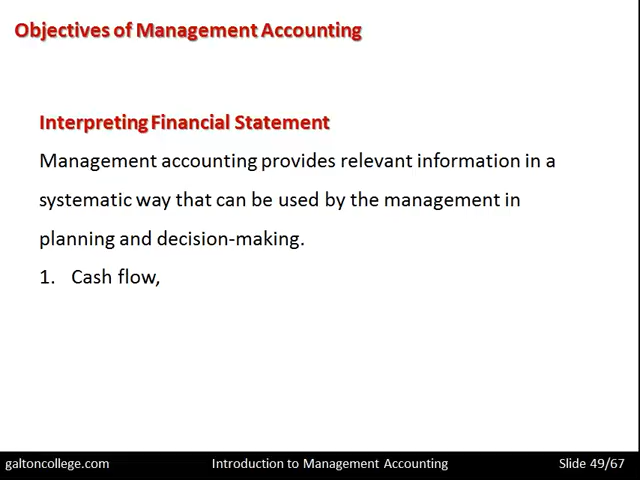 Objectives of Management Accounting
Interpreting Financial Statement
Management accounting provides relevant information in a
systematic way that can be used by the management in
planning and decision-making.
1. Cash flow,
galtoncollege.com Introduction to Management Accounting Slide 49/67